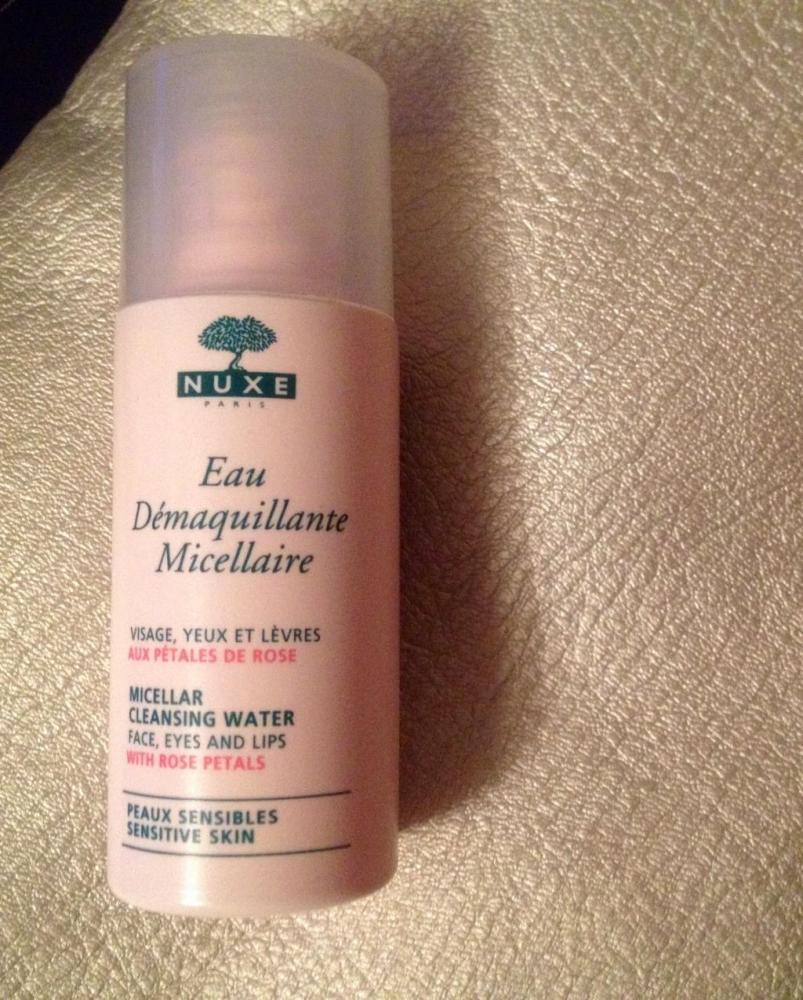 NUXE
PARIS
Eau
Démaquillante
Micellaire
VISAGE, YEUX ET LÈVRES
AUX PÉTALES DE ROSE
MICELLAR
CLEANSING WATER
FACE, EYES AND LIPS
WITH ROSE PETALS
PEAUX SENSIBLES
SENSITIVE SKIN